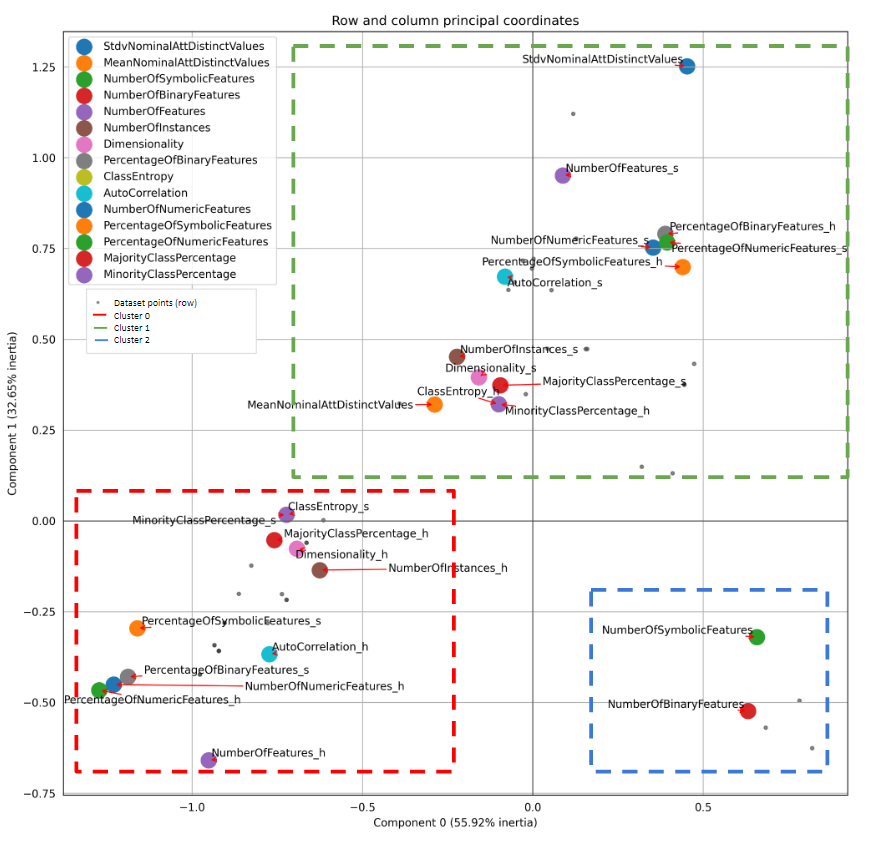 Row and column principal coordinates
StdvNominalAttDistinctValues
MeanNominalAttDistinctValues
NumberOfSymbolicFeatures
NumberOfBinaryFeatures
NumberOfFeatures
NumberOfInstances
Dimensionality
PercentageOfBinaryFeatures
ClassEntropy
AutoCorrelation
NumberOfNumericFeatures
PercentageOfSymbolicFeatures
PercentageOfNumericFeatures
MajorityClassPercentage
MinorityClassPercentage
Dataset points (row)
Cluster 0
Cluster 1
Cluster 2
StdvNominalAttDistinctValues
NumberOfFeatures_s
PercentageOfBinaryFeatures_h
NumberOfNumericFeatures_s
PercentageOfNumericFeatures_s
PercentageOfSymbolicFeatures_h
AutoCorrelation_s
NumberOfInstances_s
Dimensionality_s
MajorityClassPercentage_s
ClassEntropy_h
MeanNominalAttDistinctValues
MinorityClassPercentage_h
ClassEntropy_s
MinorityClassPercentage_s
MajorityClassPercentage_h
Dimensionality_h
NumberOfInstances_h
PercentageOfSymbolicFeatures_s
NumberOfSymbolicFeatures
AutoCorrelation_h
PercentageOfBinaryFeatures_s
NumberOfNumericFeatures_h
PercentageOfNumericFeatures_h
NumberOfBinaryFeatures
NumberOfFeatures_h
1.25
1.00
0.75
0.50
0.25
0.00
−0.25
−0.50
−0.75
−1.0
−0.5
0.0
0.5
Component 0 (55.92% inertia)
Component 1 (32.65% inertia)